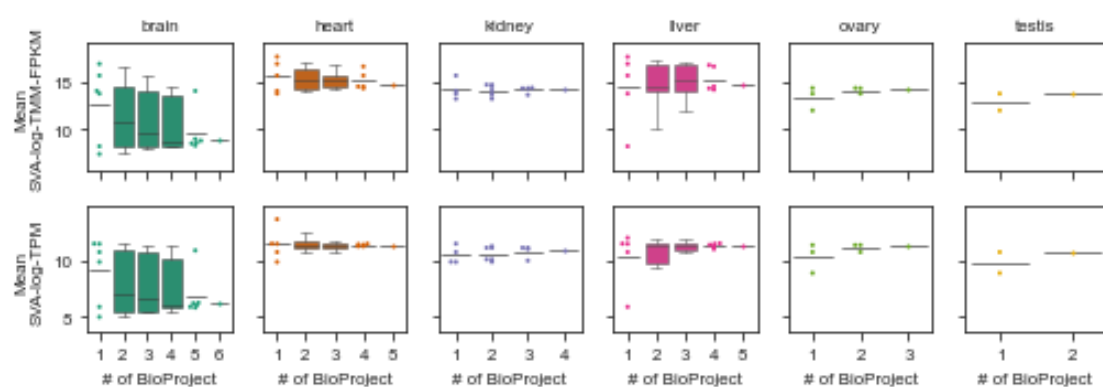 brain heart kidney liver ovary testis
Mean
SVA-log-TMM-FPKM
15
10
Mean
SVA-log-TPM
10
5
1 2 3 4 5 6 1 2 3 4 5 1 2 3 4 1 2 3 4 5 1 2 3 1 2
# of BioProject # of BioProject # of BioProject # of BioProject # of BioProject # of BioProject